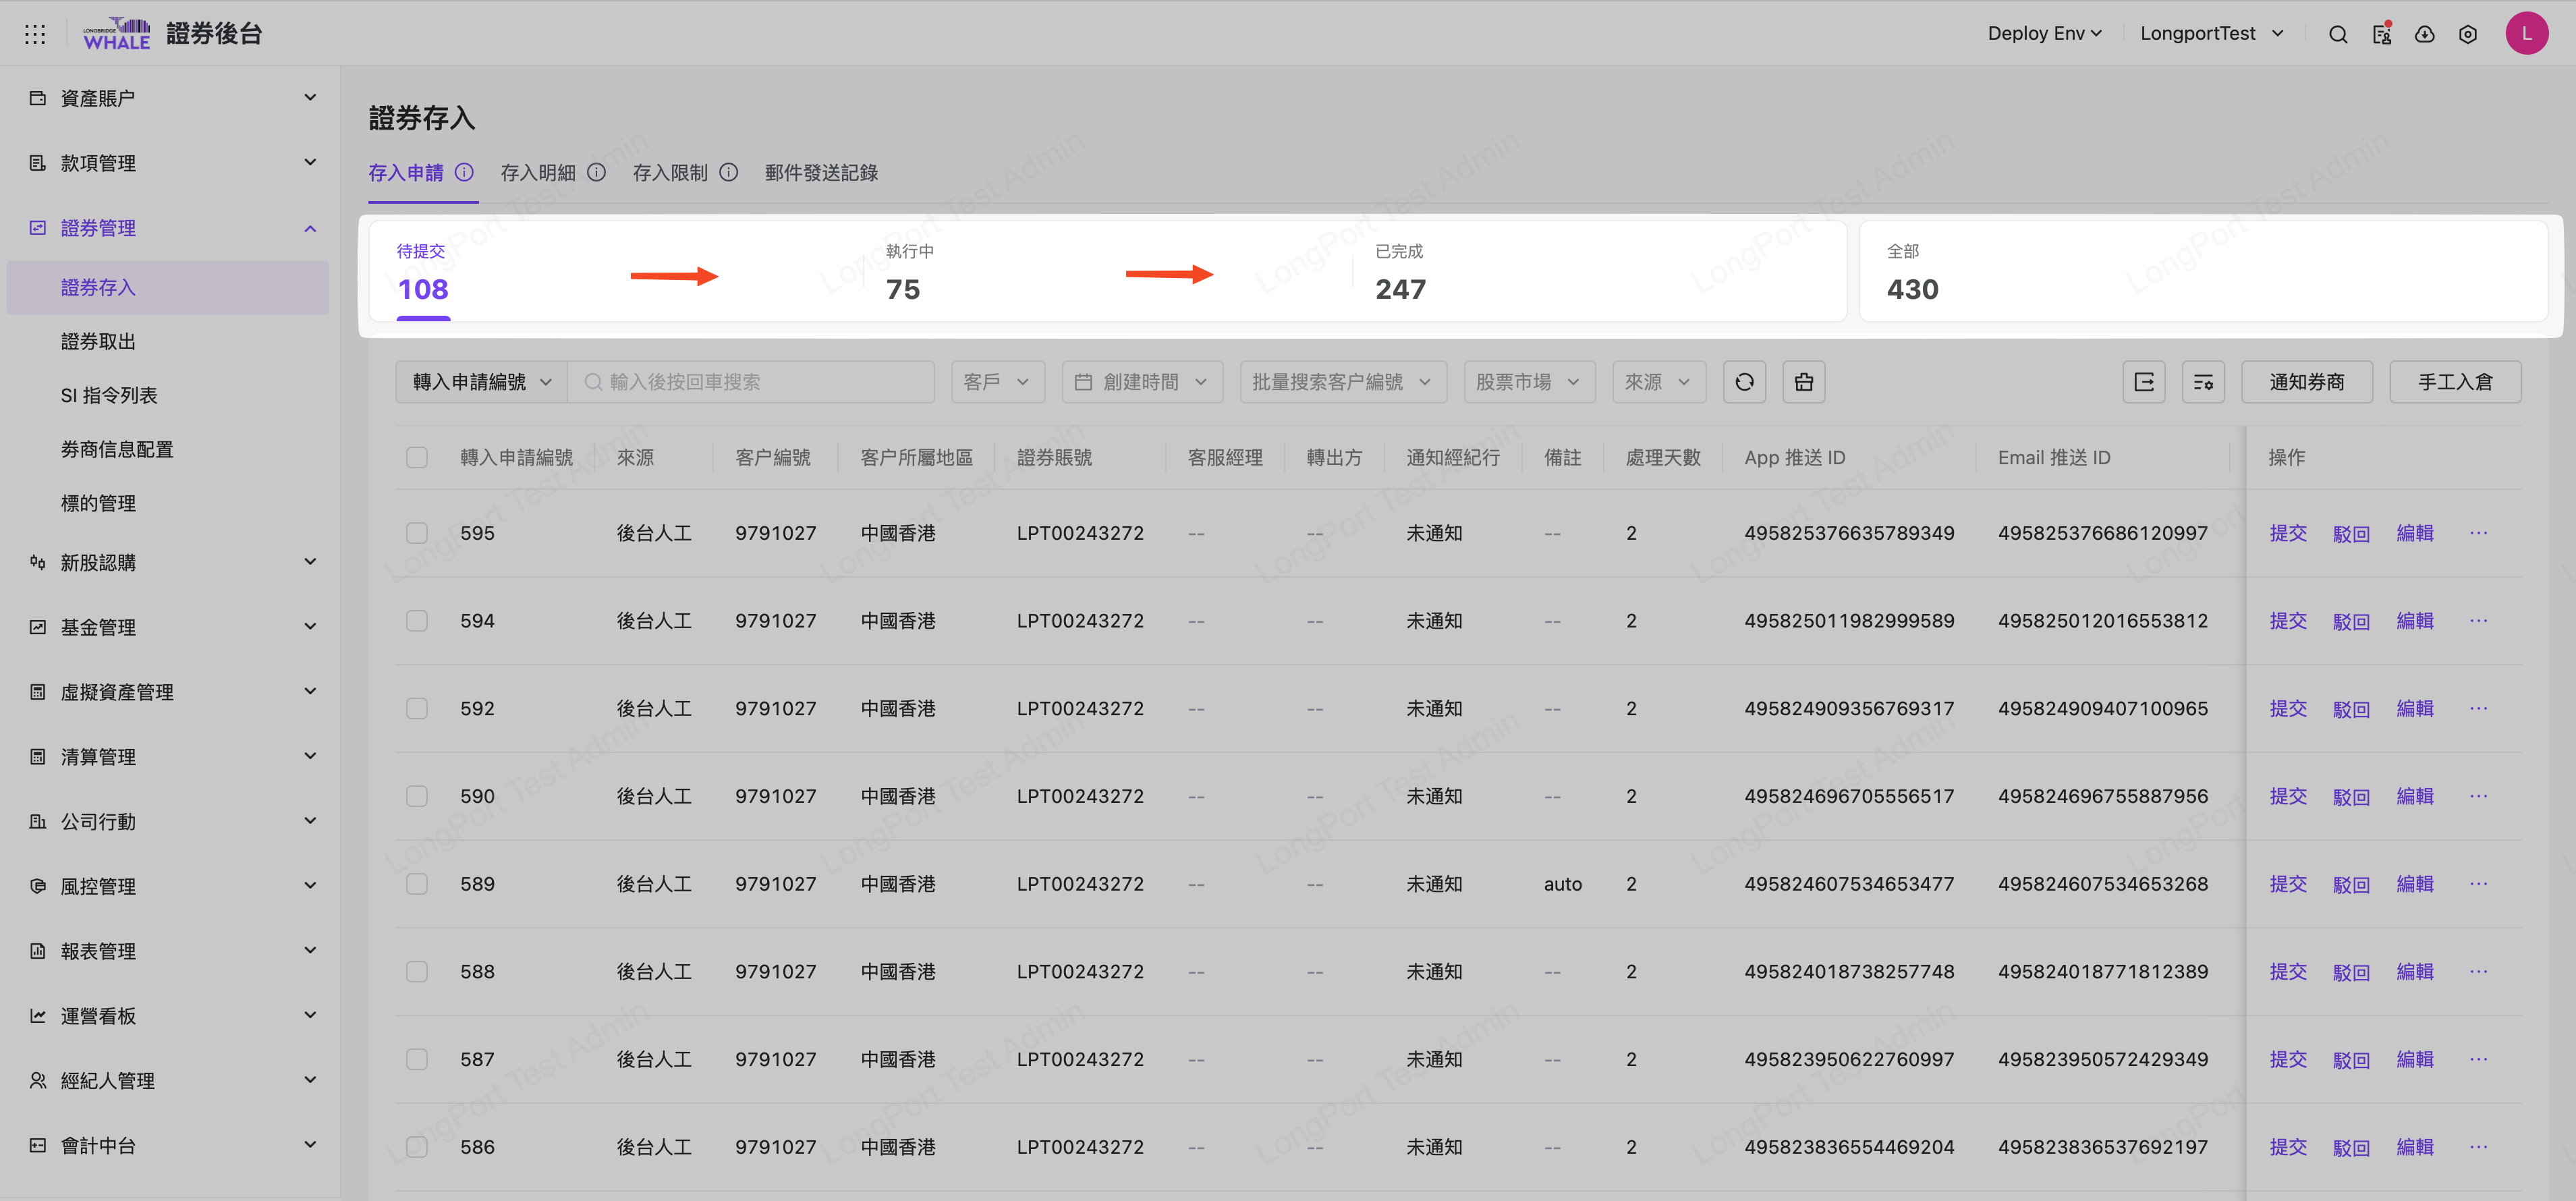 LONGBRIDGE
WHALE 證券後台
Deploy Env
LongportTest
L
資產賬户
款項管理
證券管理
證券存入
證券取出
SI 指令列表
券商信息配置
標的管理
新股認購
基金管理
虛擬資產管理
清算管理
公司行動
風控管理
報表管理
運營看板
經紀人管理
會計中台
證券存入
存入申請 存入明細 存入限制 郵件發送記錄
待提交 執行中 已完成 全部
108 75 247 430
轉入申請編號 輸入後按回車搜索 客戶 創建時間 批量搜索客户編號 股票市場 來源 通知券商 手工入倉
轉入申請編號 來源 客户編號 客户所屬地區 證券賬號 客服經理 轉出方 通知經紀行 備註 處理天數 App 推送 ID Email 推送 ID 操作
595 後台人工 9791027 中國香港 LPT00243272 -- -- 未通知 -- 2 495825376635789349 495825376686120997 提交 駁回 編輯 ···
594 後台人工 9791027 中國香港 LPT00243272 -- -- 未通知 -- 2 495825011982999589 495825012016553812 提交 駁回 編輯 ···
592 後台人工 9791027 中國香港 LPT00243272 -- -- 未通知 -- 2 495824909356769317 495824909407100965 提交 駁回 編輯 ···
590 後台人工 9791027 中國香港 LPT00243272 -- -- 未通知 -- 2 495824696705556517 495824696755887956 提交 駁回 編輯 ···
589 後台人工 9791027 中國香港 LPT00243272 -- -- 未通知 auto 2 495824607534653477 495824607534653268 提交 駁回 編輯 ···
588 後台人工 9791027 中國香港 LPT00243272 -- -- 未通知 -- 2 495824018738257748 495824018771812389 提交 駁回 編輯 ···
587 後台人工 9791027 中國香港 LPT00243272 -- -- 未通知 -- 2 495823950622760997 495823950572429349 提交 駁回 編輯 ···
586 後台人工 9791027 中國香港 LPT00243272 -- -- 未通知 -- 2 495823836554469204 495823836537692197 提交 駁回 編輯 ···
LongPort Test Admin